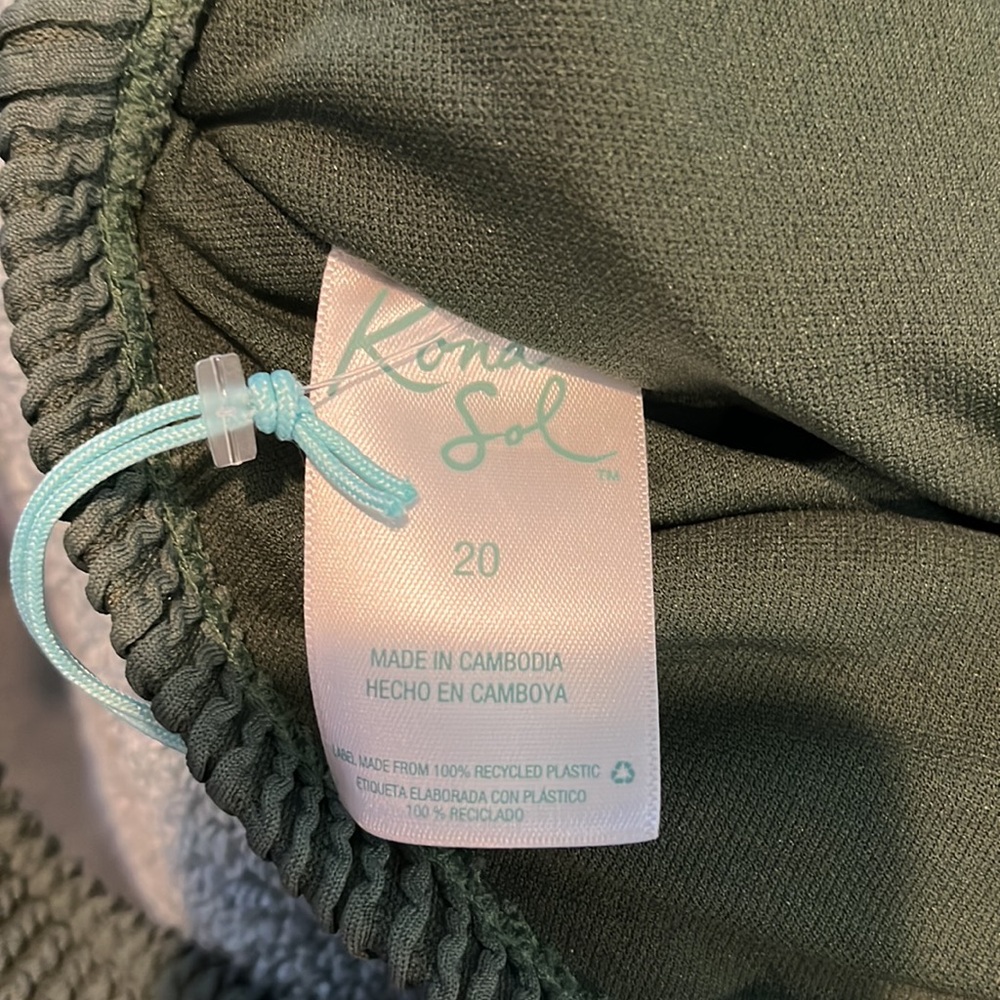 Kona
Sol
™
20
MADE IN CAMBODIA
HECHO EN CAMBOYA
LABEL MADE FROM 100% RECYCLED PLASTIC
ETIQUETA ELABORADA CON PLÁSTICO
100 % RECICLADO